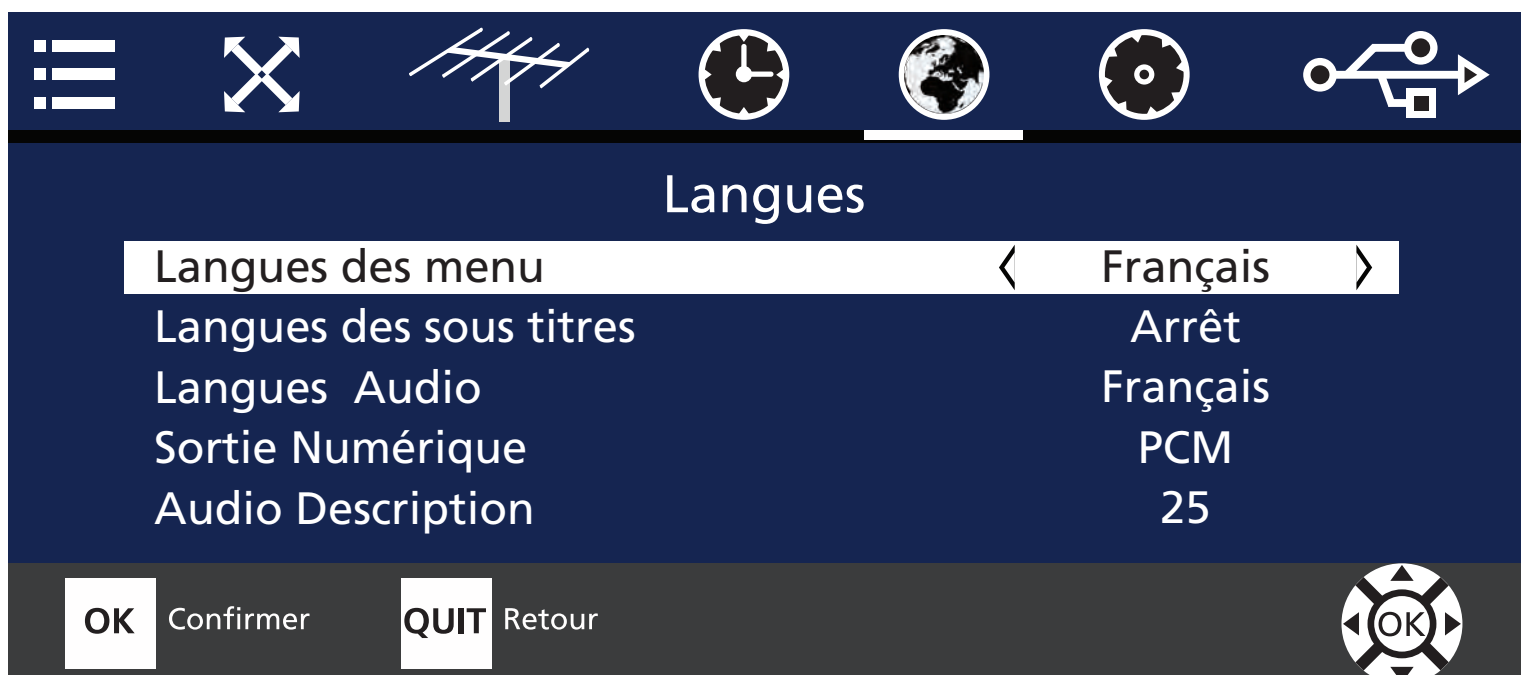 Langues
Langues des menu Français
Langues des sous titres Arrêt
Langues Audio Français
Sortie Numérique PCM
Audio Description 25
OK Confirmer QUIT Retour OK